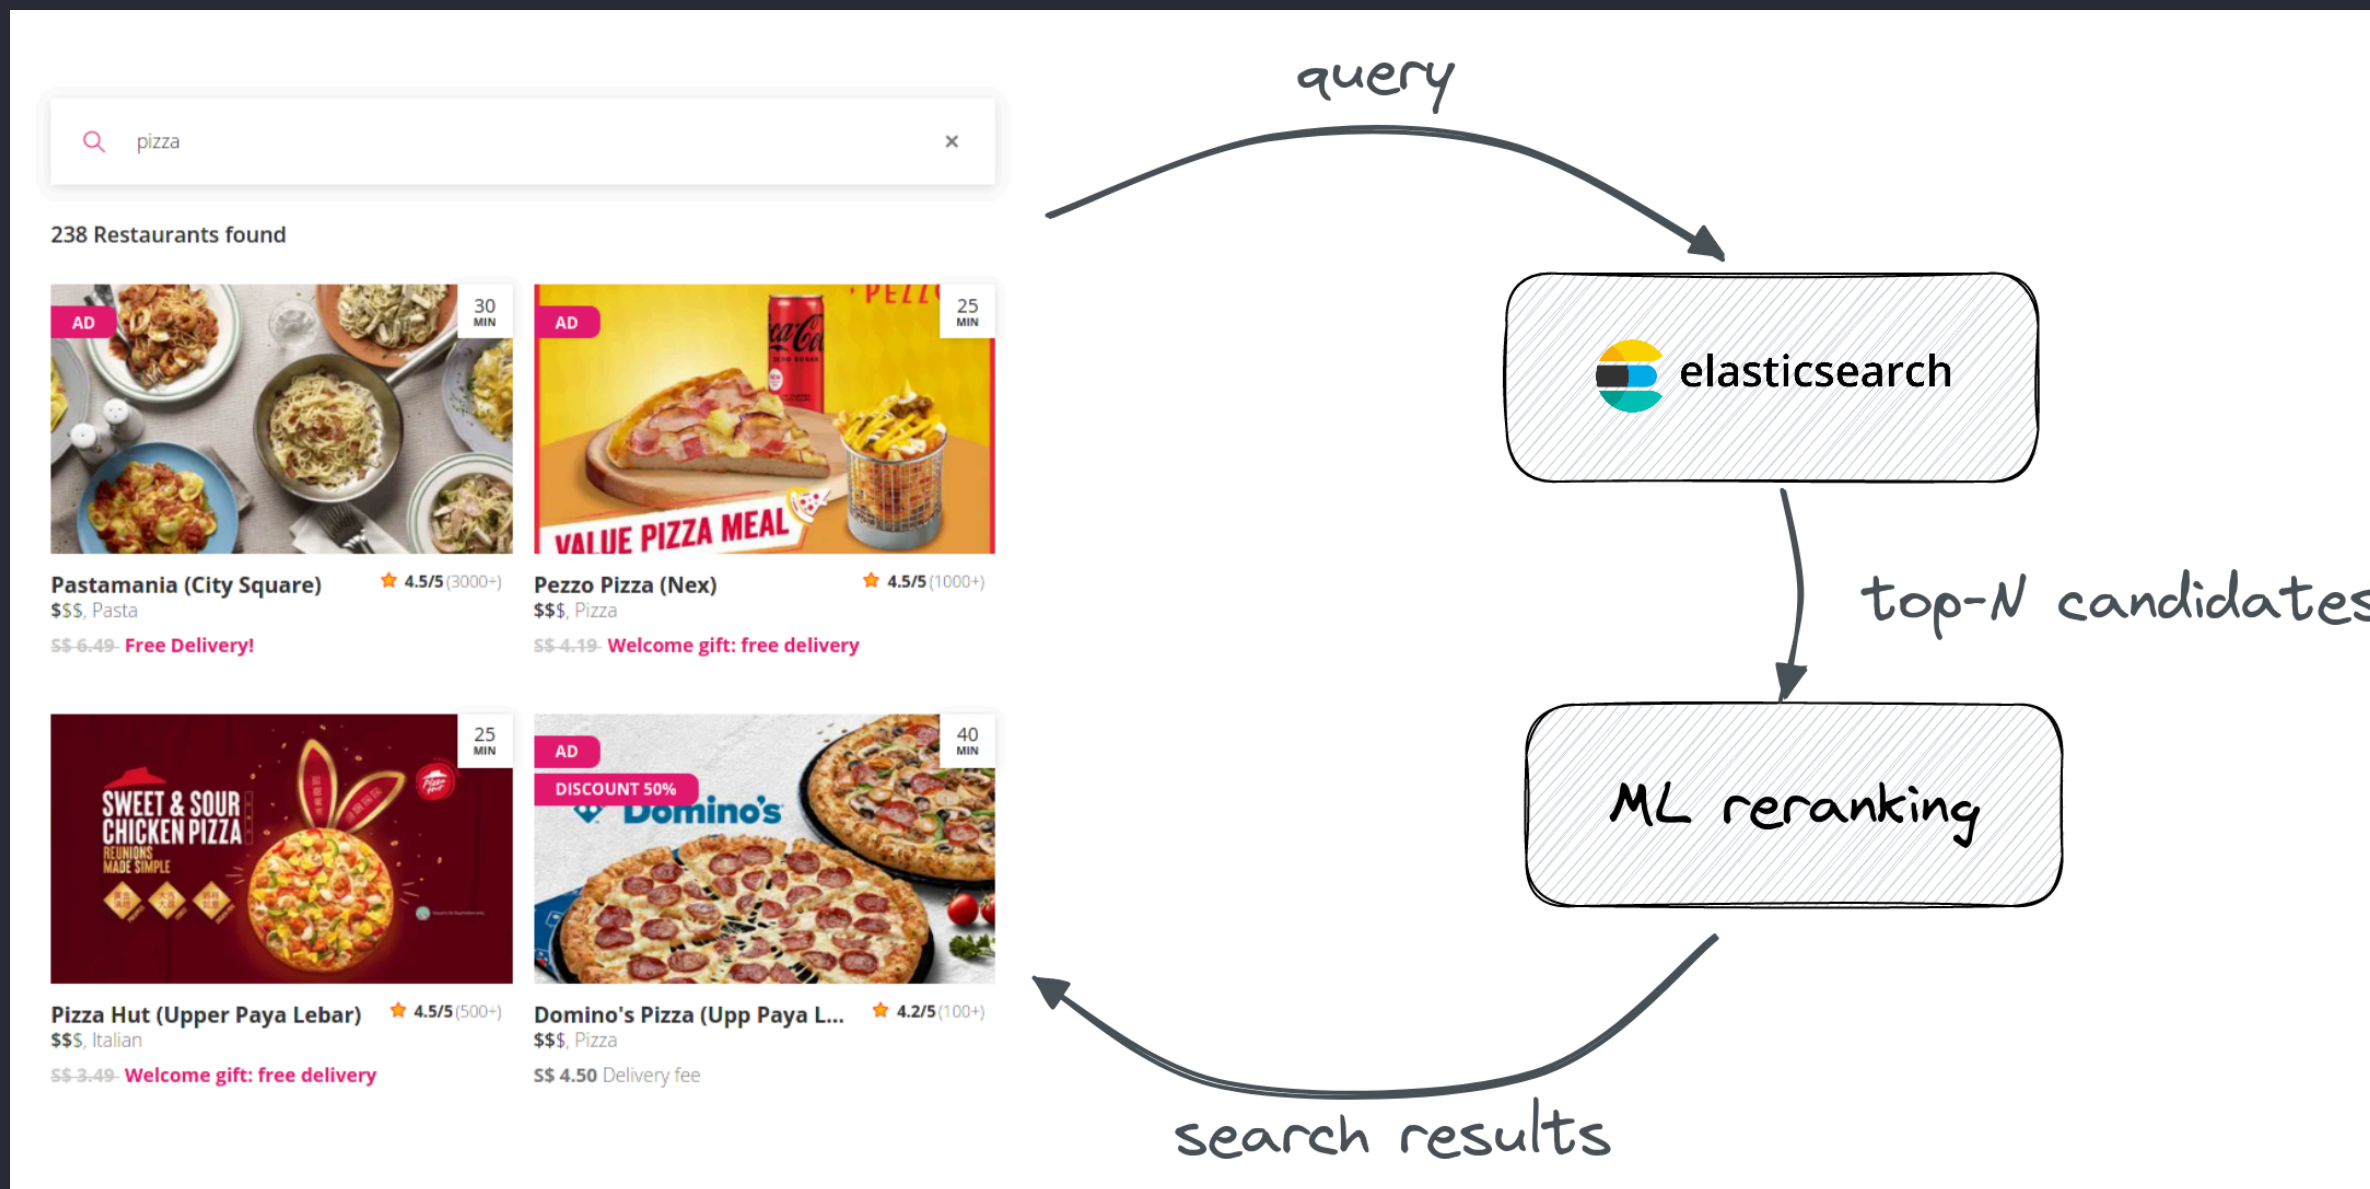 query
pizza
238 Restaurants found
AD
30
MIN
Pastamania (City Square)
4.5/5 (3000+)
$$$, Pasta
S$ 6.49 Free Delivery!
AD
25
MIN
VALUE PIZZA MEAL
Pezzo Pizza (Nex)
4.5/5 (1000+)
$$$, Pizza
S$ 4.19 Welcome gift: free delivery
25
MIN
SWEET & SOUR
CHICKEN PIZZA
REUNIONS
MADE SIMPLE
Pizza Hut
Pizza Hut (Upper Paya Lebar)
4.5/5 (500+)
$$$, Italian
S$ 3.49 Welcome gift: free delivery
AD
DISCOUNT 50%
40
MIN
Domino's
Domino's Pizza (Upp Paya L...
4.2/5 (100+)
$$$, Pizza
S$ 4.50 Delivery fee
elasticsearch
top-N candidates
ML reranking
search results